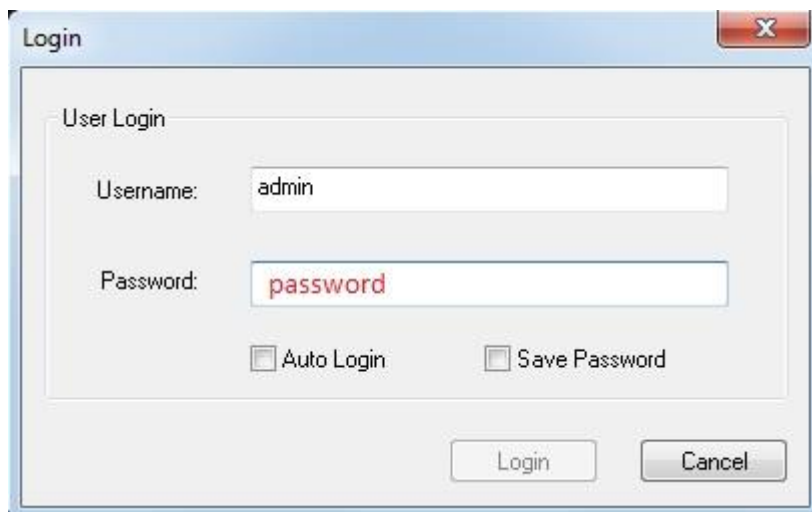 Login
User Login
Username: admin
Password: password
Auto Login Save Password
Login Cancel